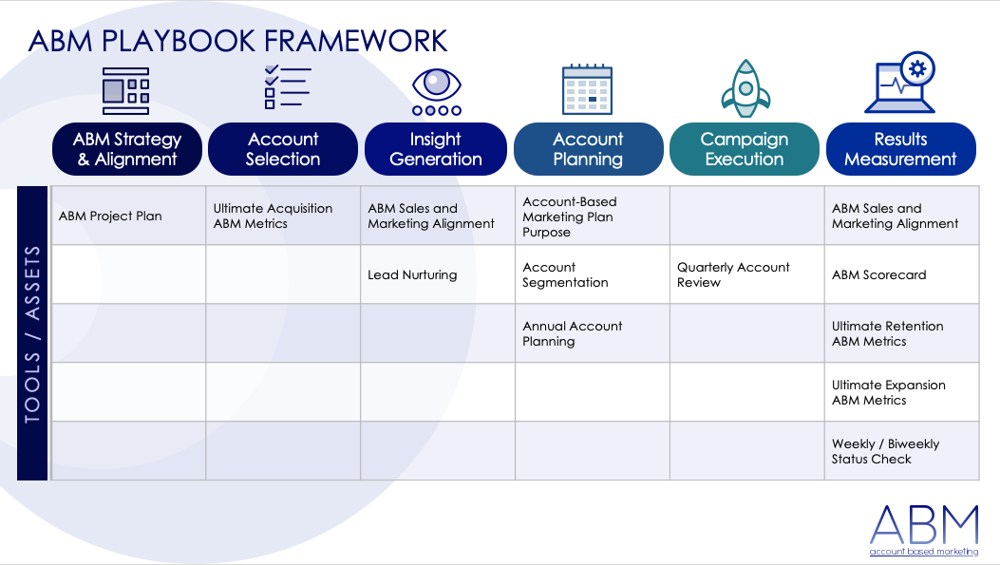 ABM PLAYBOOK FRAMEWORK
ABM Strategy
& Alignment
Account
Selection
Insight
Generation
Account
Planning
Campaign
Execution
Results
Measurement
TOOLS / ASSETS
ABM Project Plan
Ultimate Acquisition
ABM Metrics
ABM Sales and
Marketing Alignment
Account-Based
Marketing Plan
Purpose
ABM Sales and
Marketing Alignment
Lead Nurturing
Account
Segmentation
Quarterly Account
Review
ABM Scorecard
Annual Account
Planning
Ultimate Retention
ABM Metrics
Ultimate Expansion
ABM Metrics
Weekly / Biweekly
Status Check
ABM
account based marketing